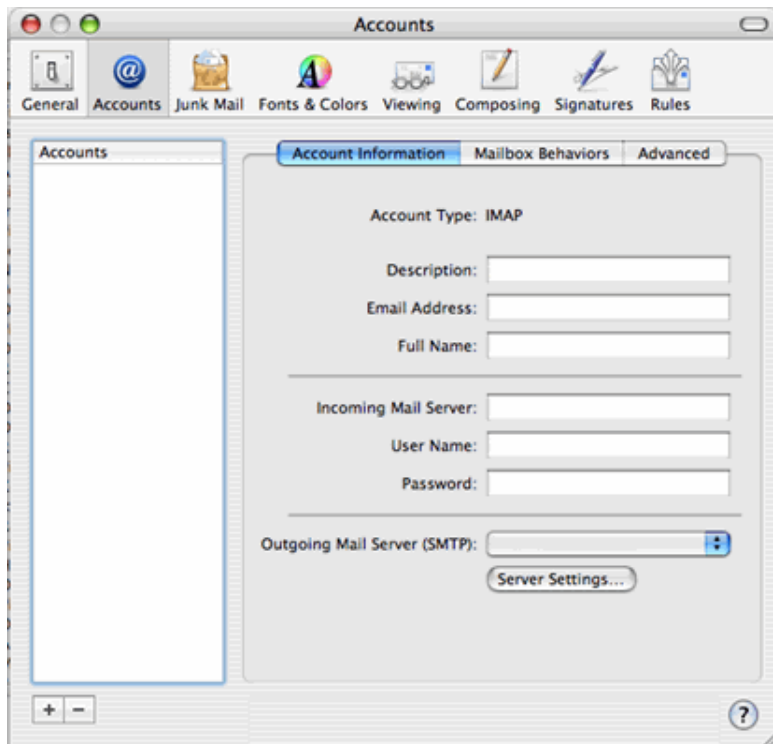 Accounts
General Accounts Junk Mail Fonts & Colors Viewing Composing Signatures Rules
Accounts
Account Information Mailbox Behaviors Advanced
Account Type: IMAP
Description:
Email Address:
Full Name:
Incoming Mail Server:
User Name:
Password:
Outgoing Mail Server (SMTP):
Server Settings...
+ −
?